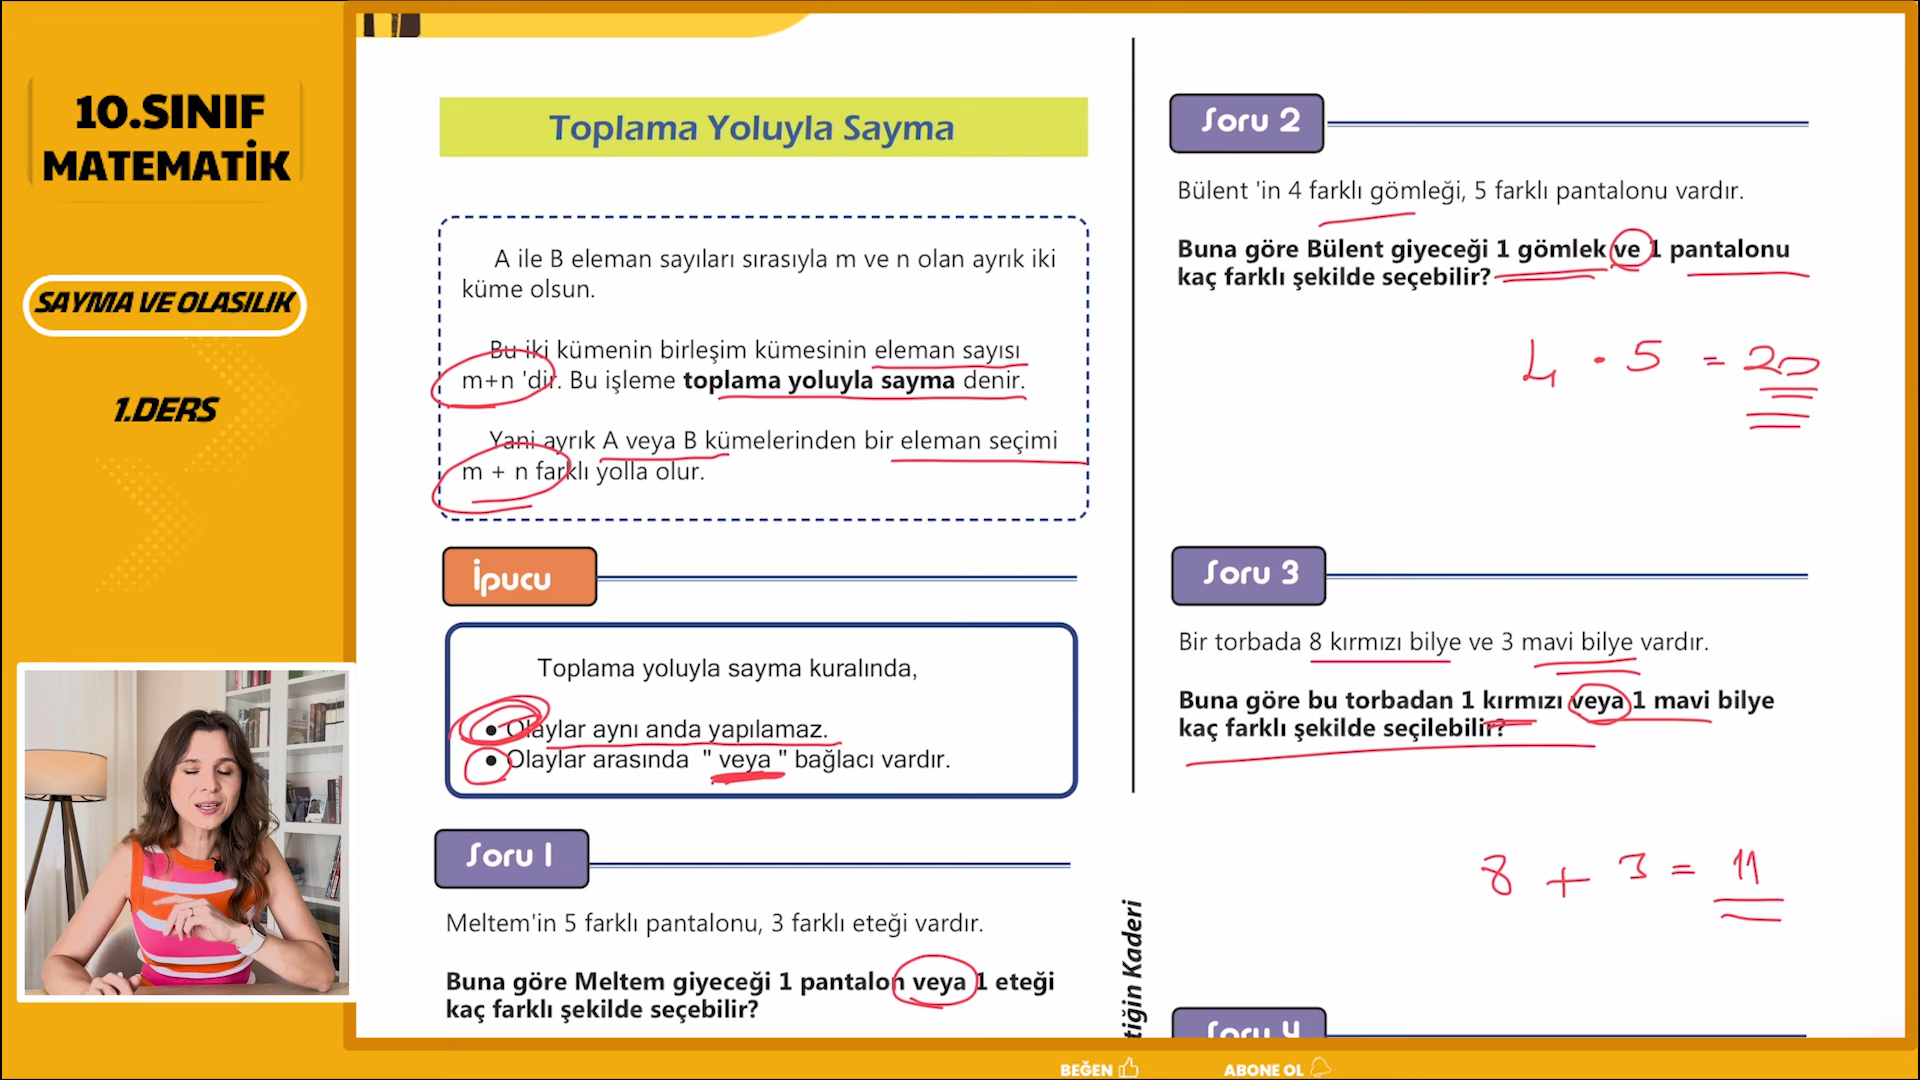 10.SINIF
MATEMATİK
SAYMA VE OLASILIK
1.DERS
Toplama Yoluyla Sayma
A ile B eleman sayıları sırasıyla m ve n olan ayrık iki
küme olsun.
Bu iki kümenin birleşim kümesinin eleman sayısı
m+n 'dir. Bu işleme toplama yoluyla sayma denir.
Yani ayrık A veya B kümelerinden bir eleman seçimi
m + n farklı yolla olur.
İpucu
Toplama yoluyla sayma kuralında,
• Olaylar aynı anda yapılamaz.
• Olaylar arasında " veya " bağlacı vardır.
Soru 1
Meltem'in 5 farklı pantalonu, 3 farklı eteği vardır.
Buna göre Meltem giyeceği 1 pantalon veya 1 eteği
kaç farklı şekilde seçebilir?
Soru 2
Bülent 'in 4 farklı gömleği, 5 farklı pantalonu vardır.
Buna göre Bülent giyeceği 1 gömlek ve 1 pantalonu
kaç farklı şekilde seçebilir?
4 . 5 = 20
Soru 3
Bir torbada 8 kırmızı bilye ve 3 mavi bilye vardır.
Buna göre bu torbadan 1 kırmızı veya 1 mavi bilye
kaç farklı şekilde seçilebilir?
8 + 3 = 11
Soru 4
tiğin Kaderi
BEĞEN
ABONE OL